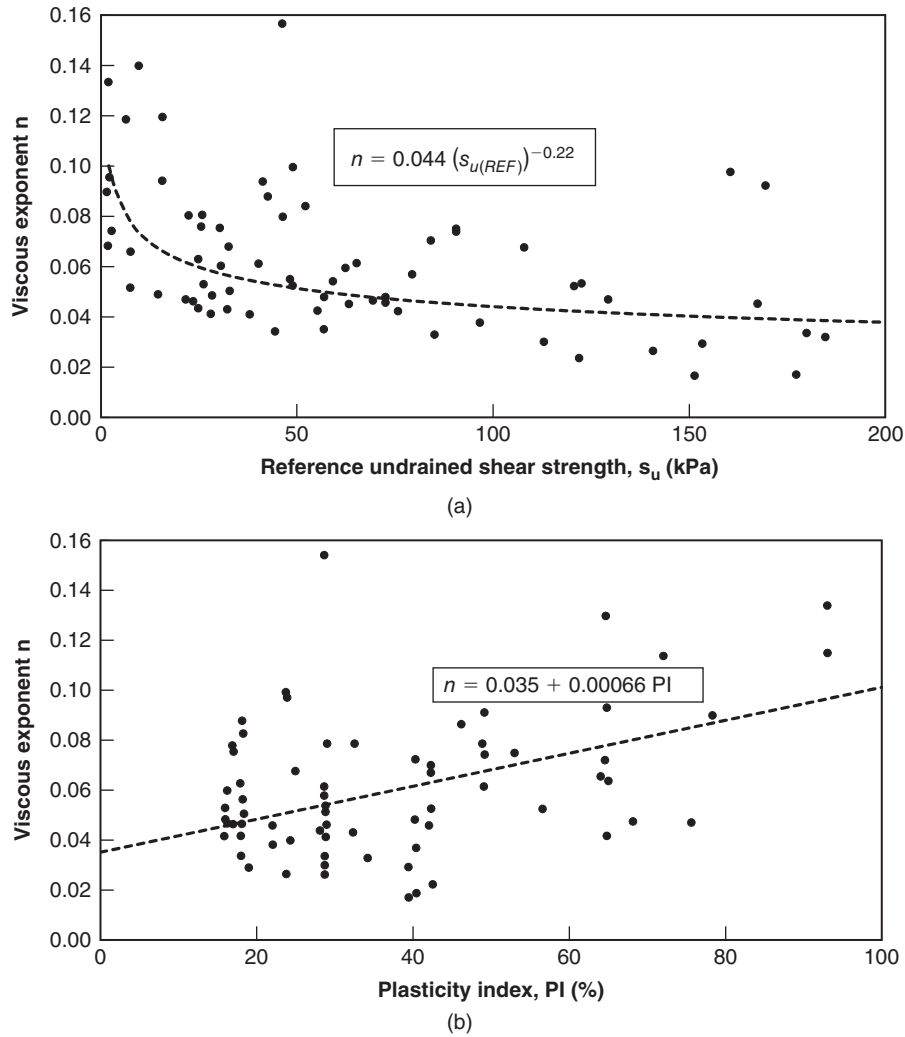 0.16
0.14
0.12
0.10
0.08
0.06
0.04
0.02
0.00
Viscous exponent n
n = 0.044 (s_{u(REF)})^{−0.22}
0 50 100 150 200
Reference undrained shear strength, s_u (kPa)
(a)
0.16
0.14
0.12
0.10
0.08
0.06
0.04
0.02
0.00
Viscous exponent n
n = 0.035 + 0.00066 PI
0 20 40 60 80 100
Plasticity index, PI (%)
(b)